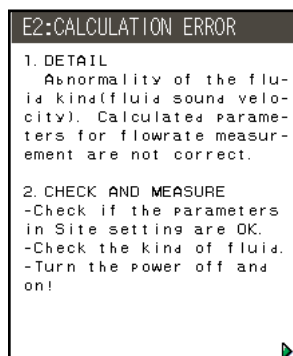 E2:CALCULATION ERROR
1. DETAIL
Abnormality of the flu-
id kind(fluid sound velo-
city). Calculated parame-
ters for flowrate measur-
ement are not correct.
2. CHECK AND MEASURE
-Check if the parameters
in Site setting are OK.
-Check the kind of fluid.
-Turn the power off and
on!